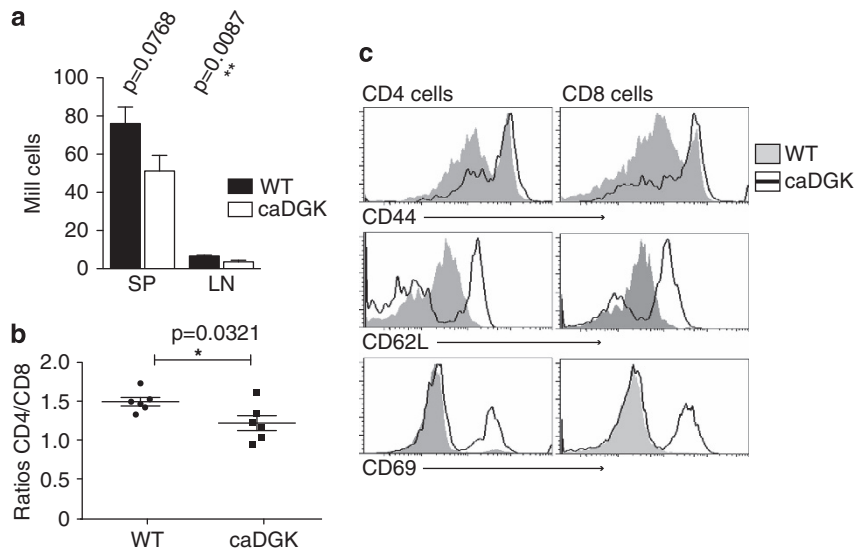 a
p=0.0768
p=0.0087
**
Mill cells
100
80
60
40
20
0
SP
LN
WT
caDGK
b
p=0.0321
*
Ratios CD4/CD8
2.0
1.5
1.0
0.5
0
WT
caDGK
c
CD4 cells
CD8 cells
WT
caDGK
CD44
CD62L
CD69